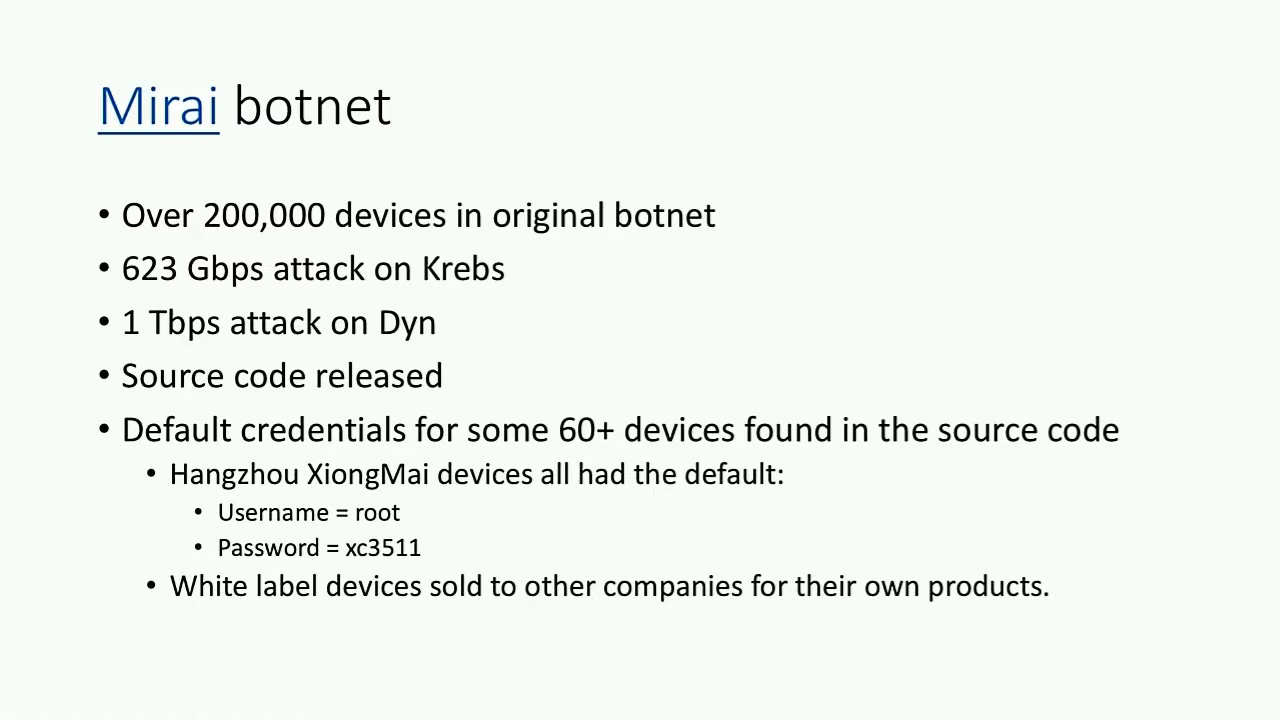 Mirai botnet
• Over 200,000 devices in original botnet
• 623 Gbps attack on Krebs
• 1 Tbps attack on Dyn
• Source code released
• Default credentials for some 60+ devices found in the source code
• Hangzhou XiongMai devices all had the default:
• Username = root
• Password = xc3511
• White label devices sold to other companies for their own products.